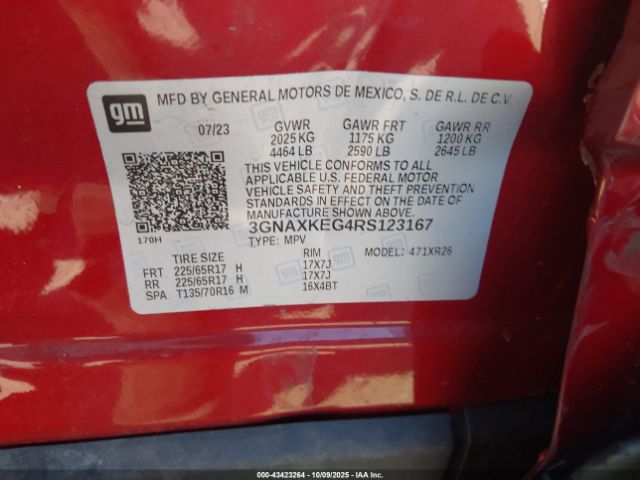 gm
MFD BY GENERAL MOTORS DE MEXICO, S. DE R.L. DE C.V.
07/23 GVWR GAWR FRT GAWR RR
2025 KG 1175 KG 1200 KG
4464 LB 2590 LB 2645 LB
THIS VEHICLE CONFORMS TO ALL
APPLICABLE U.S. FEDERAL MOTOR
VEHICLE SAFETY AND THEFT PREVENTION
STANDARDS IN EFFECT ON THE DATE OF
MANUFACTURE SHOWN ABOVE.
3GNAXKEG4RS123167
170H
TYPE: MPV MODEL: 471XR26
TIRE SIZE RIM
FRT 225/65R17 H 17X7J
RR 225/65R17 H 17X7J
SPA T135/70R16 M 16X4BT
IAA 000-43423264 | 10/09/2025 | IAAI.COM